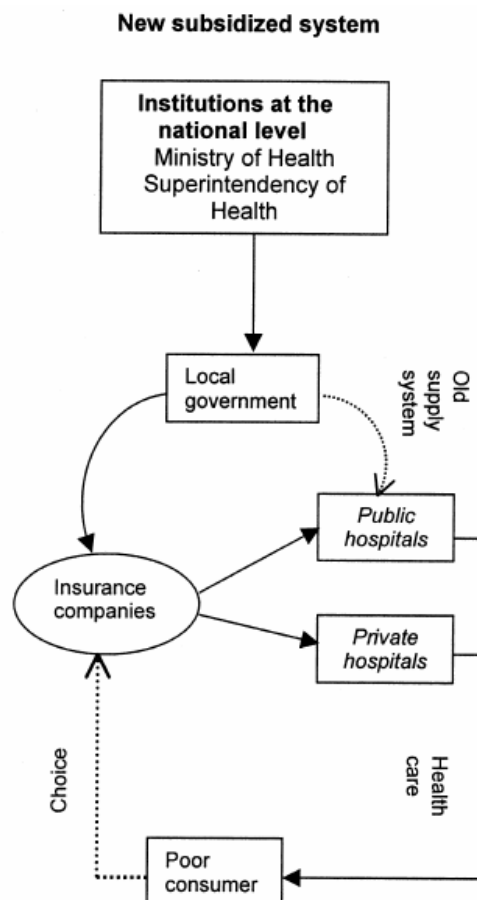 New subsidized system
Institutions at the
national level
Ministry of Health
Superintendency of
Health
Local
government
Old
supply
system
Public
hospitals
Insurance
companies
Private
hospitals
Choice
Health
care
Poor
consumer